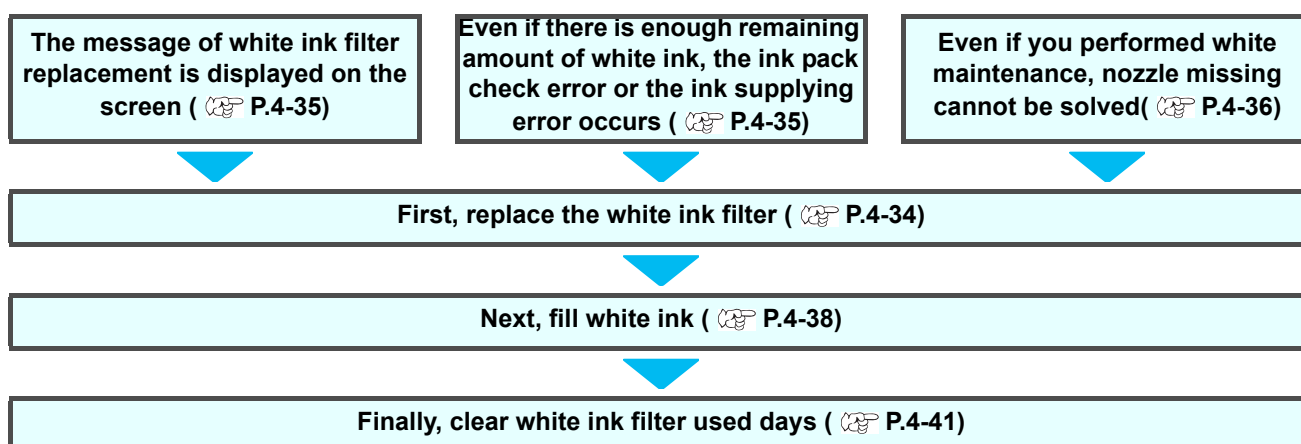 The message of white ink filter
replacement is displayed on the
screen ( P.4-35)
Even if there is enough remaining
amount of white ink, the ink pack
check error or the ink supplying
error occurs ( P.4-35)
Even if you performed white
maintenance, nozzle missing
cannot be solved( P.4-36)
First, replace the white ink filter ( P.4-34)
Next, fill white ink ( P.4-38)
Finally, clear white ink filter used days ( P.4-41)